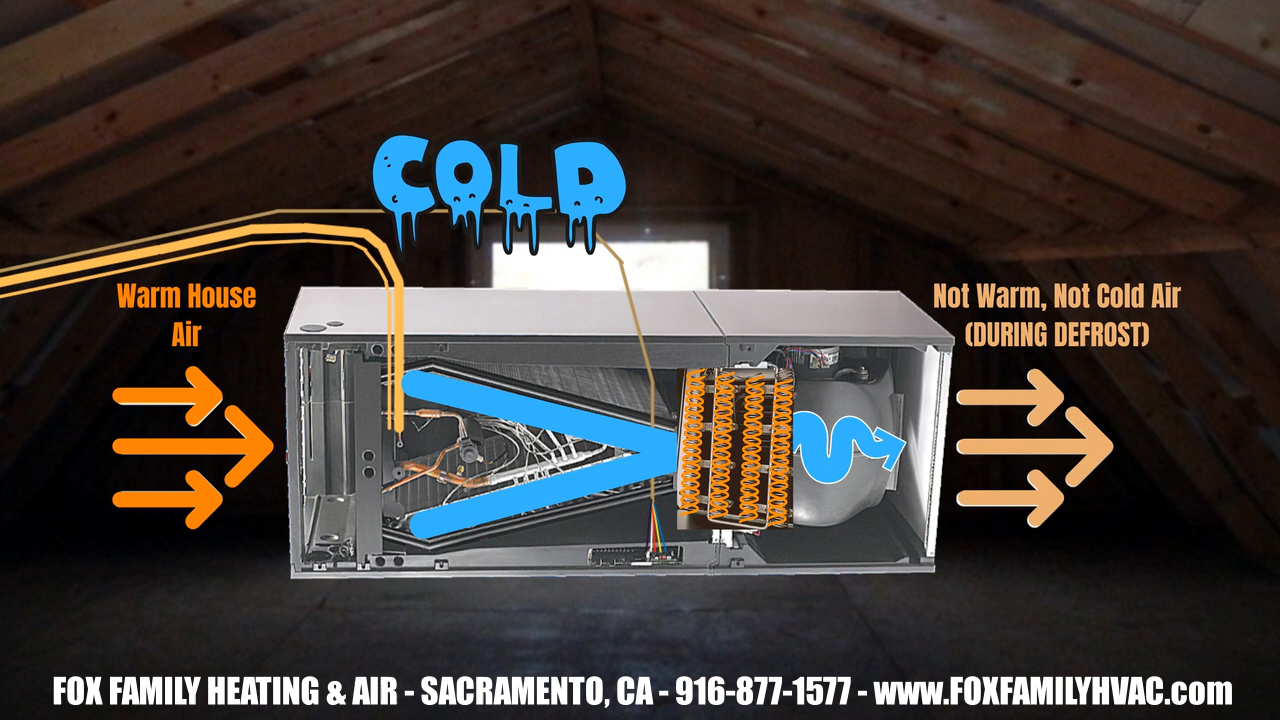 COLD
Warm House
Air
Not Warm, Not Cold Air
(DURING DEFROST)
FOX FAMILY HEATING & AIR - SACRAMENTO, CA - 916-877-1577 - www.FOXFAMILYHVAC.com